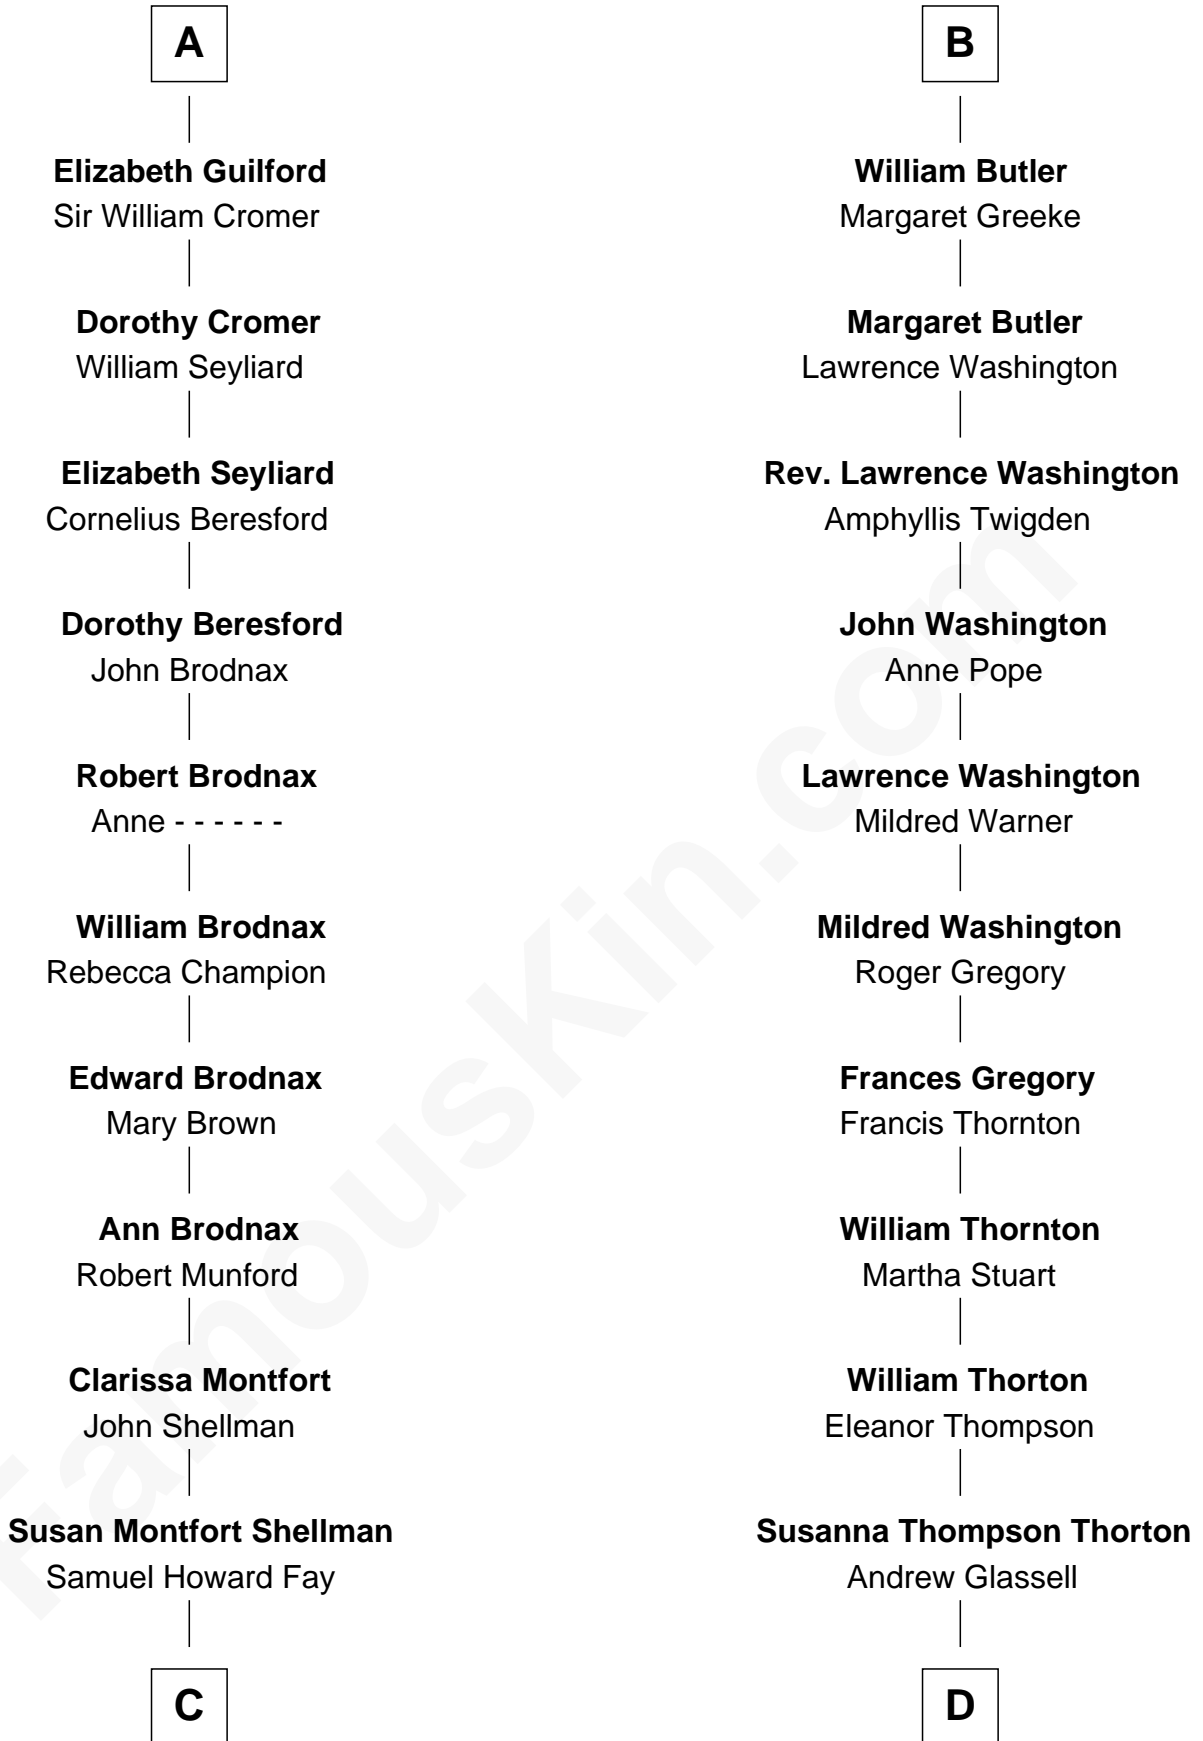 A
Elizabeth Guilford
Sir William Cromer
Dorothy Cromer
William Seyliard
Elizabeth Seyliard
Cornelius Beresford
Dorothy Beresford
John Brodnax
Robert Brodnax
Anne - - - - - -
William Brodnax
Rebecca Champion
Edward Brodnax
Mary Brown
Ann Brodnax
Robert Munford
Clarissa Montfort
John Shellman
Susan Montfort Shellman
Samuel Howard Fay
C
B
William Butler
Margaret Greeke
Margaret Butler
Lawrence Washington
Rev. Lawrence Washington
Amphyllis Twigden
John Washington
Anne Pope
Lawrence Washington
Mildred Warner
Mildred Washington
Roger Gregory
Frances Gregory
Francis Thornton
William Thornton
Martha Stuart
William Thorton
Eleanor Thompson
Susanna Thompson Thorton
Andrew Glassell
D
FamousKin.com